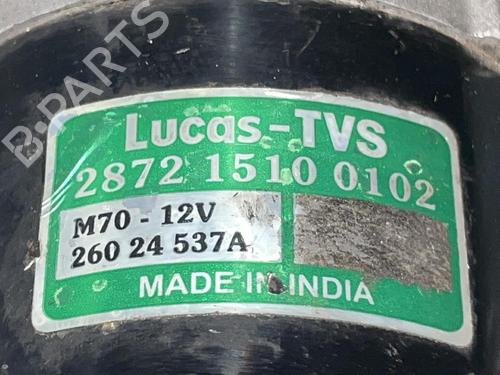 B-PARTS
Lucas-TVS
2872 1510 0102
M70 - 12V
260 24 537A
MADE IN INDIA